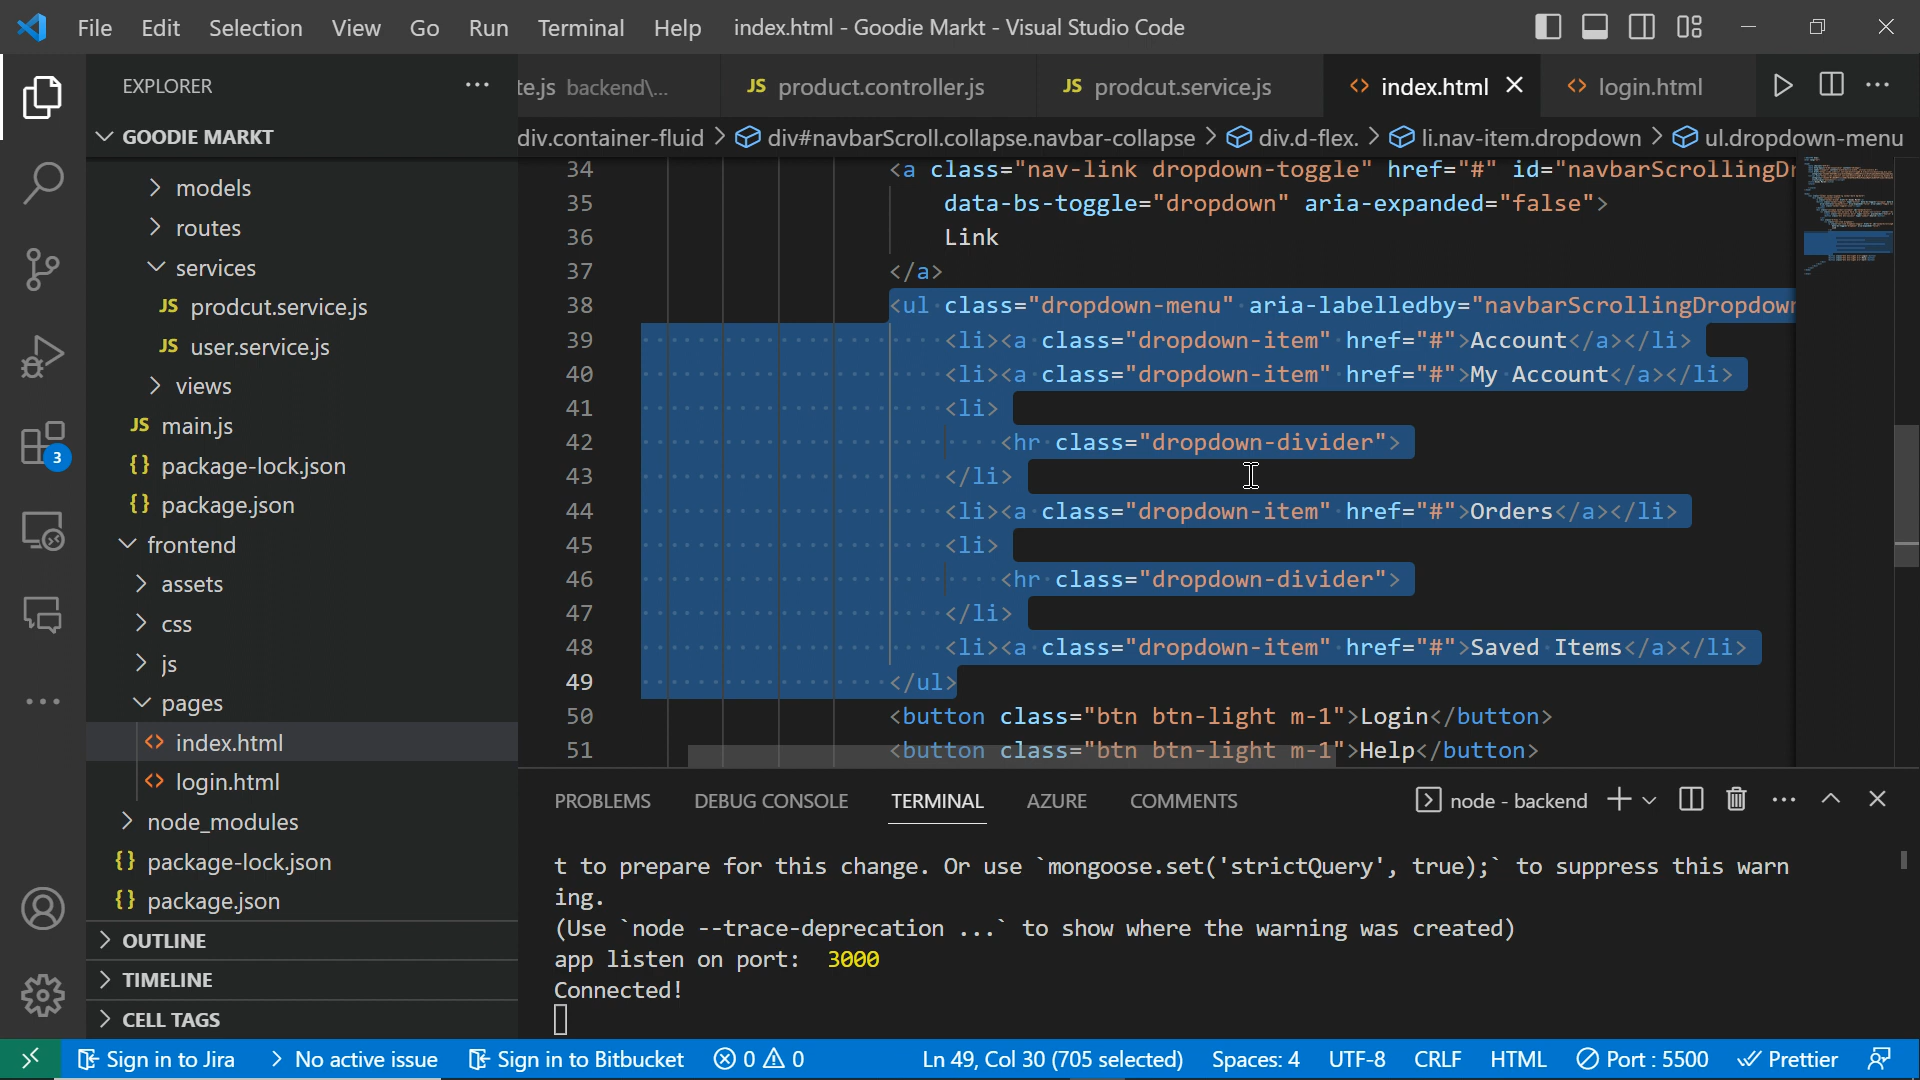 File Edit Selection View Go Run Terminal Help index.html - Goodie Markt - Visual Studio Code
EXPLORER
te.js backend\...
JS product.controller.js
JS prodcut.service.js
<> index.html
<> login.html
GOODIE MARKT
div.container-fluid > div#navbarScroll.collapse.navbar-collapse > div.d-flex. > li.nav-item.dropdown > ul.dropdown-menu
models
routes
services
JS prodcut.service.js
JS user.service.js
views
JS main.js
{} package-lock.json
{} package.json
frontend
assets
css
js
pages
<> index.html
<> login.html
node_modules
{} package-lock.json
{} package.json
OUTLINE
TIMELINE
CELL TAGS
3
34 <a class="nav-link dropdown-toggle" href="#" id="navbarScrollingDr
35 data-bs-toggle="dropdown" aria-expanded="false">
36 Link
37 </a>
38 <ul class="dropdown-menu" aria-labelledby="navbarScrollingDropdown
39 <li><a class="dropdown-item" href="#">Account</a></li>
40 <li><a class="dropdown-item" href="#">My Account</a></li>
41 <li>
42 <hr class="dropdown-divider">
43 </li>
44 <li><a class="dropdown-item" href="#">Orders</a></li>
45 <li>
46 <hr class="dropdown-divider">
47 </li>
48 <li><a class="dropdown-item" href="#">Saved Items</a></li>
49 </ul>
50 <button class="btn btn-light m-1">Login</button>
51 <button class="btn btn-light m-1">Help</button>
PROBLEMS DEBUG CONSOLE TERMINAL AZURE COMMENTS
node - backend
t to prepare for this change. Or use `mongoose.set('strictQuery', true);` to suppress this warn
ing.
(Use `node --trace-deprecation ...` to show where the warning was created)
app listen on port: 3000
Connected!
Sign in to Jira > No active issue Sign in to Bitbucket 0 0 Ln 49, Col 30 (705 selected) Spaces: 4 UTF-8 CRLF HTML Port : 5500 Prettier